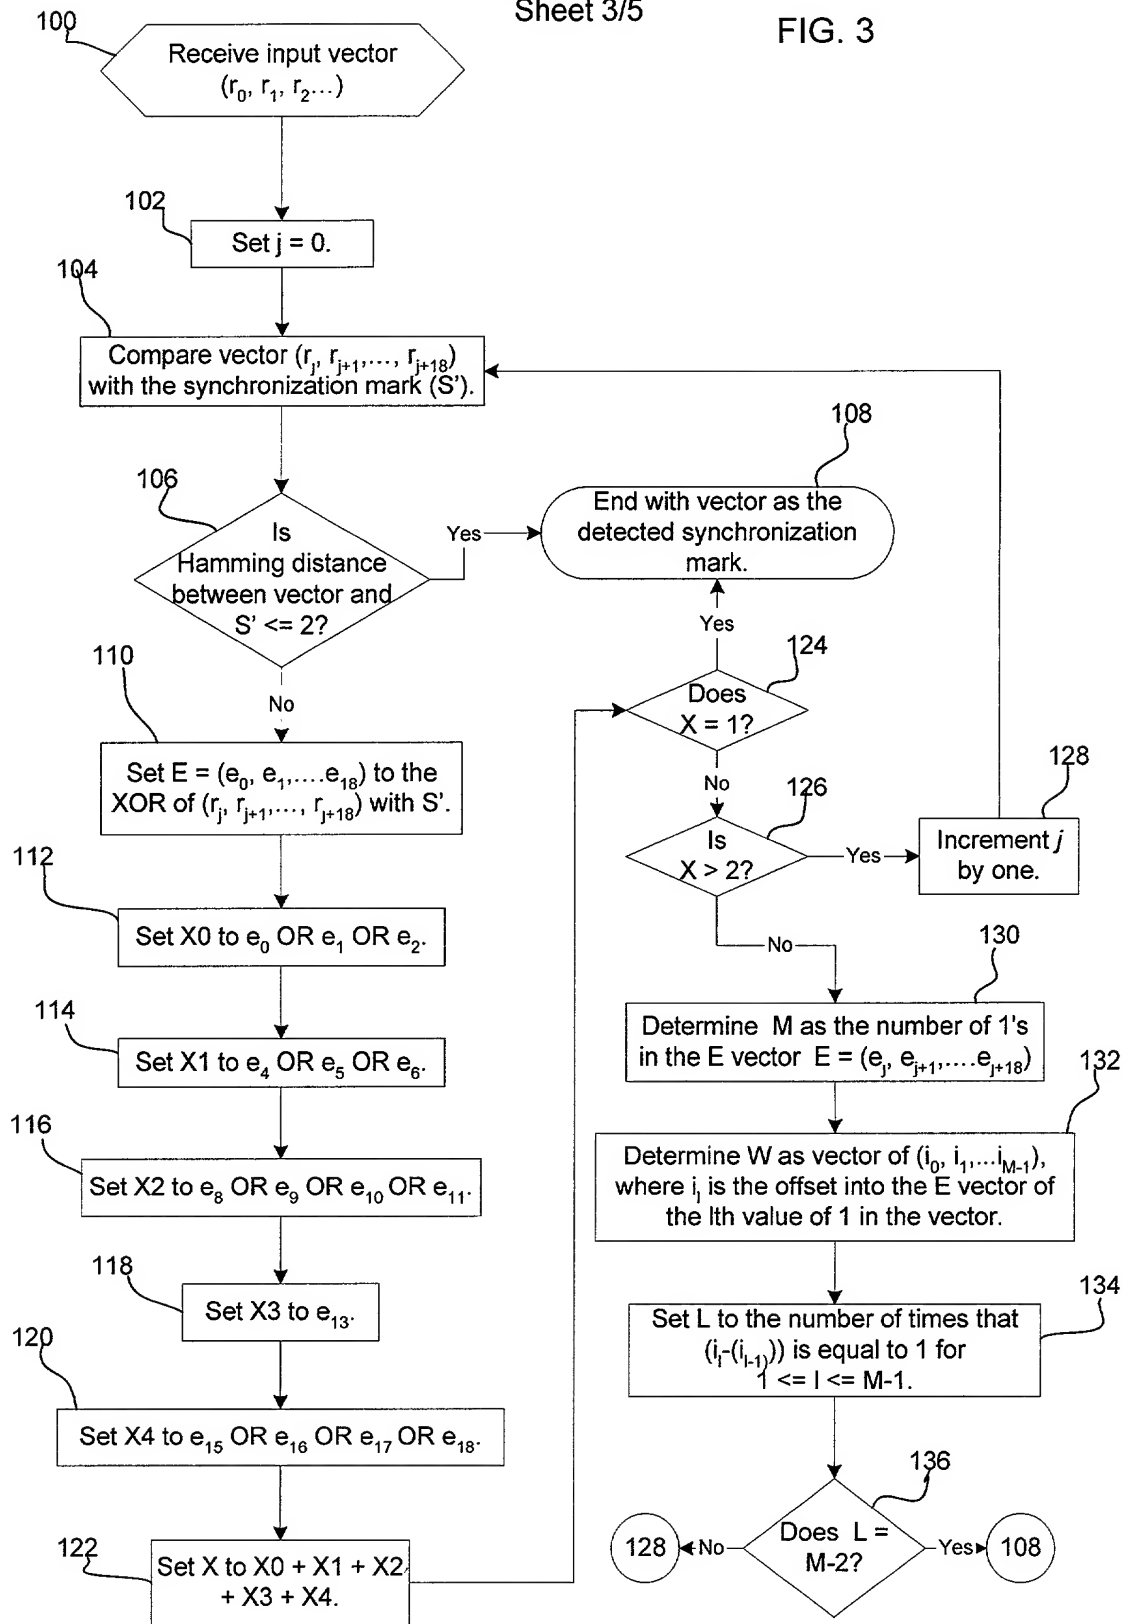 Sheet 3/5
FIG. 3
100
Receive input vector
(r0, r1, r2...)
102
Set j = 0.
104
Compare vector (rj, rj+1,..., rj+18)
with the synchronization mark (S').
106
Is
Hamming distance
between vector and
S' <= 2?
Yes
108
End with vector as the
detected synchronization
mark.
No
110
Set E = (e0, e1,....e18) to the
XOR of (rj, rj+1,..., rj+18) with S'.
112
Set X0 to e0 OR e1 OR e2.
114
Set X1 to e4 OR e5 OR e6.
116
Set X2 to e8 OR e9 OR e10 OR e11.
118
Set X3 to e13.
120
Set X4 to e15 OR e16 OR e17 OR e18.
122
Set X to X0 + X1 + X2
+ X3 + X4.
Yes
124
Does
X = 1?
No
126
Is
X > 2?
Yes
128
Increment j
by one.
No
130
Determine M as the number of 1's
in the E vector E = (ej, ej+1,....ej+18)
132
Determine W as vector of (i0, i1,...iM-1),
where il is the offset into the E vector of
the lth value of 1 in the vector.
134
Set L to the number of times that
(il-(il-1)) is equal to 1 for
1 <= l <= M-1.
136
Does L =
M-2?
No
128
Yes
108